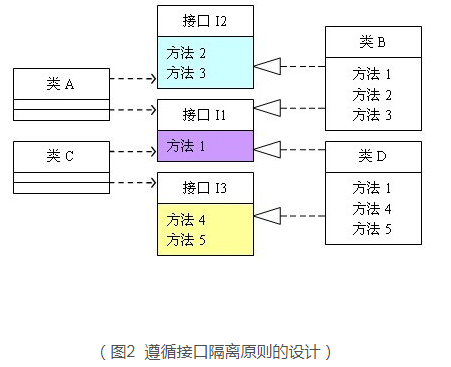 接口 I2
方法 2
方法 3
类 A
接口 I1
方法 1
类 B
方法 1
方法 2
方法 3
类 C
接口 I3
方法 4
方法 5
类 D
方法 1
方法 4
方法 5
（图2 遵循接口隔离原则的设计）